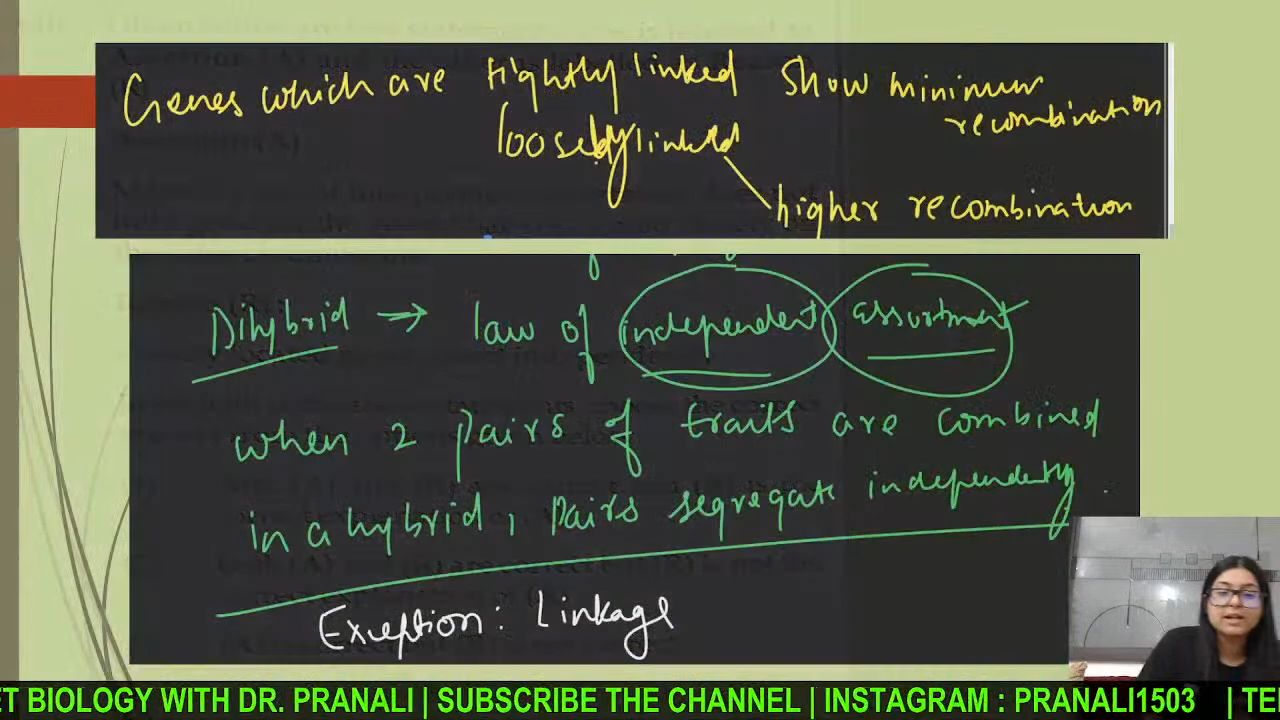 Genes which are tightly linked show minimum
recombination
loosely linked
higher recombination
Dihybrid → law of independent assortment
when 2 pairs of traits are combined
in a hybrid, pairs segregate independently.
Exception: Linkage
ET BIOLOGY WITH DR. PRANALI | SUBSCRIBE THE CHANNEL | INSTAGRAM : PRANALI1503 | TE